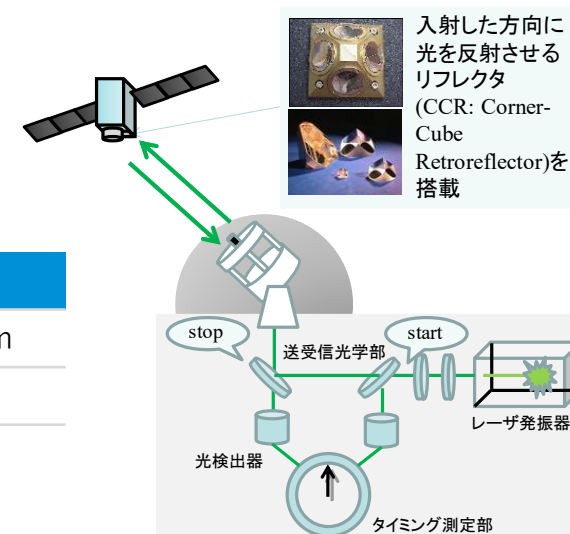 入射した方向に
光を反射させる
リフレクタ
(CCR: Corner-
Cube
Retroreflector)を
搭載
m
stop
start
送受信光学部
レーザ発振器
光検出器
タイミング測定部